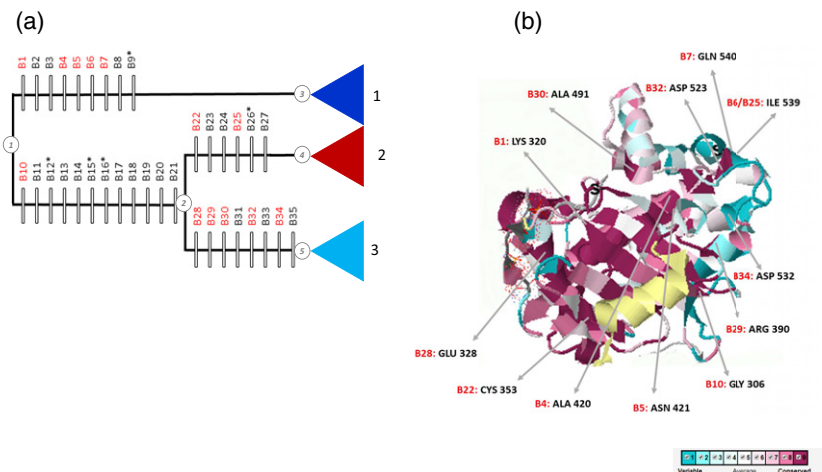 (a)
(b)
B1 B2 B3 B4 B5 B6 B7 B8 B9*
3
1
1
B22 B23 B24 B25 B26* B27
4
2
B10 B11 B12* B13 B14 B15* B16* B17 B18 B19 B20 B21
2
B28 B29 B30 B31 B32 B33 B34 B35
5
3
B7: GLN 540
B30: ALA 491
B32: ASP 523
B6/B25: ILE 539
B1: LYS 320
S
S
B34: ASP 532
B29: ARG 390
B28: GLU 328
B10: GLY 306
B22: CYS 353
B4: ALA 420
B5: ASN 421
1 2 3 4 5 6 7 8
Variable Average Conserved